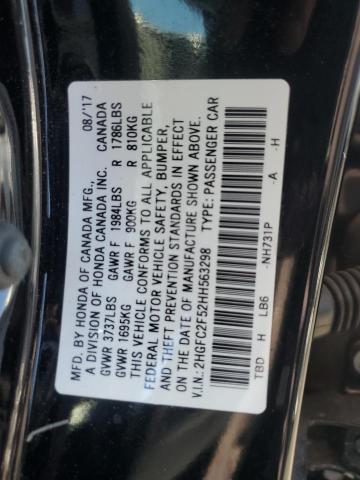 MFD. BY HONDA OF CANADA MFG., 08/'17
A DIVISION OF HONDA CANADA INC. CANADA
GVWR 3737LBS GAWR F 1984LBS R 1786LBS
GVWR 1695KG GAWR F 900KG R 810KG
THIS VEHICLE CONFORMS TO ALL APPLICABLE
FEDERAL MOTOR VEHICLE SAFETY, BUMPER,
AND THEFT PREVENTION STANDARDS IN EFFECT
ON THE DATE OF MANUFACTURE SHOWN ABOVE.
V.I.N.: 2HGFC2F52HH563298 TYPE: PASSENGER CAR
TBD H LB6 -NH731P -A -H